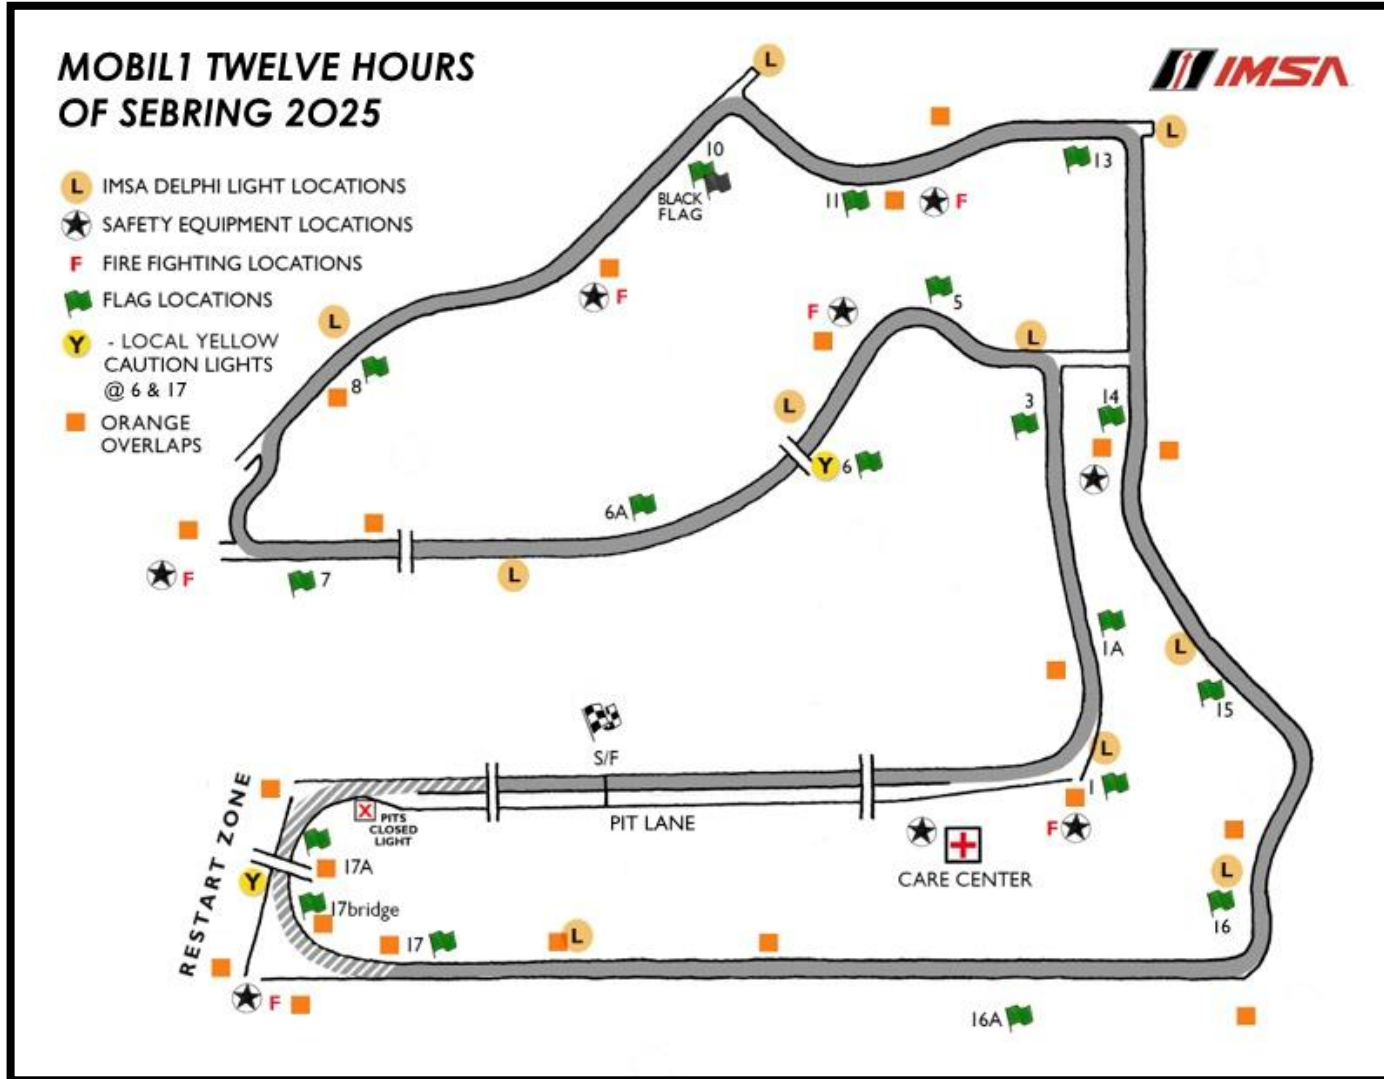 MOBIL1 TWELVE HOURS
OF SEBRING 2025
IMSA
L IMSA DELPHI LIGHT LOCATIONS
SAFETY EQUIPMENT LOCATIONS
F FIRE FIGHTING LOCATIONS
FLAG LOCATIONS
Y - LOCAL YELLOW
CAUTION LIGHTS
@ 6 & 17
ORANGE
OVERLAPS
L
L
10
BLACK
FLAG
13
11
F
F
L
5
F
L
8
L
3
14
Y 6
6A
F
7
L
1A
L
15
S/F
L
1
PIT LANE
X PITS
CLOSED
LIGHT
F
CARE CENTER
RESTART ZONE
17A
Y
17bridge
L
16
17
L
F
16A